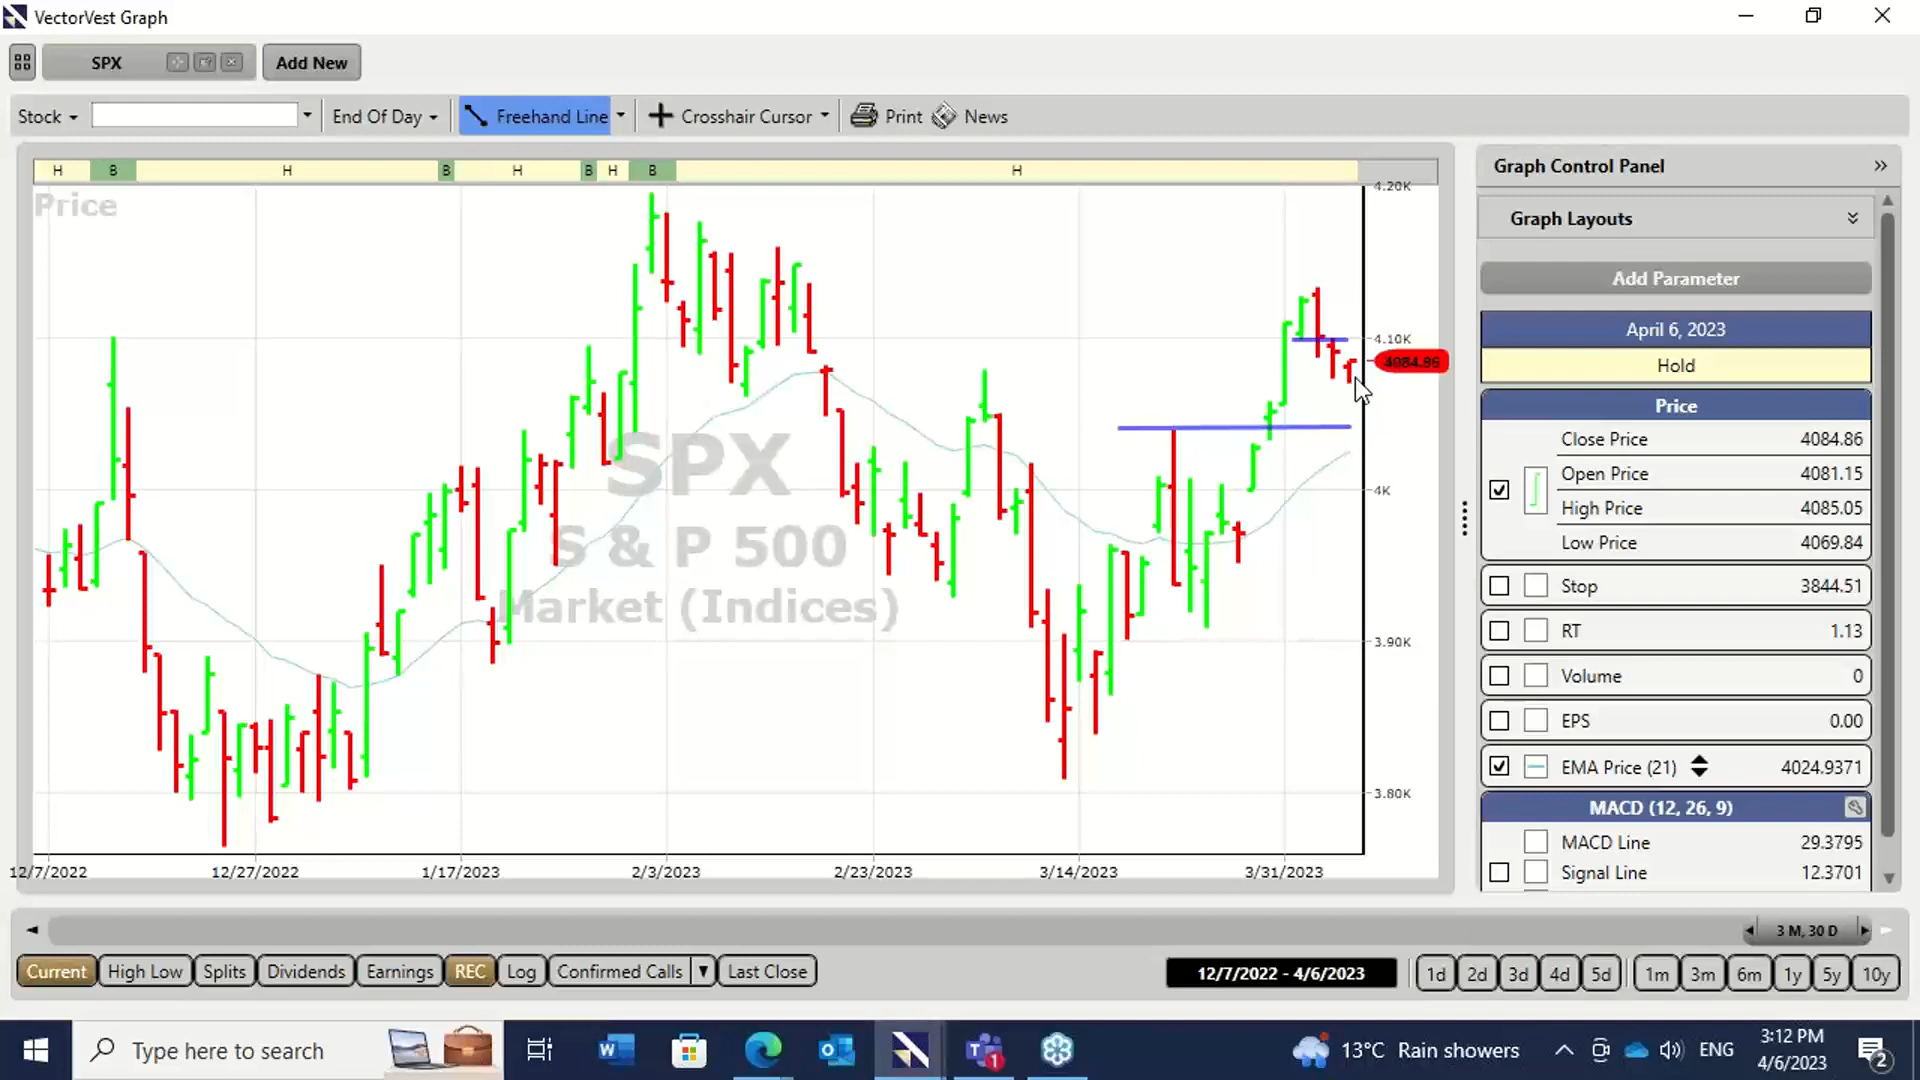 VectorVest Graph
SPX
Add New
Stock
End Of Day
Freehand Line
Crosshair Cursor
Print
News
H B H B H B H B H
Price
SPX
S & P 500
Market (Indices)
4.20K
4.10K
4084.86
4K
3.90K
3.80K
12/7/2022 12/27/2022 1/17/2023 2/3/2023 2/23/2023 3/14/2023 3/31/2023
Graph Control Panel
Graph Layouts
Add Parameter
April 6, 2023
Hold
Price
Close Price 4084.86
Open Price 4081.15
High Price 4085.05
Low Price 4069.84
Stop 3844.51
RT 1.13
Volume 0
EPS 0.00
EMA Price (21) 4024.9371
MACD (12, 26, 9)
MACD Line 29.3795
Signal Line 12.3701
3 M, 30 D
Current High Low Splits Dividends Earnings REC Log Confirmed Calls Last Close
12/7/2022 - 4/6/2023
1d 2d 3d 4d 5d 1m 3m 6m 1y 5y 10y
Type here to search
1
13°C Rain showers
ENG
3:12 PM
4/6/2023
2